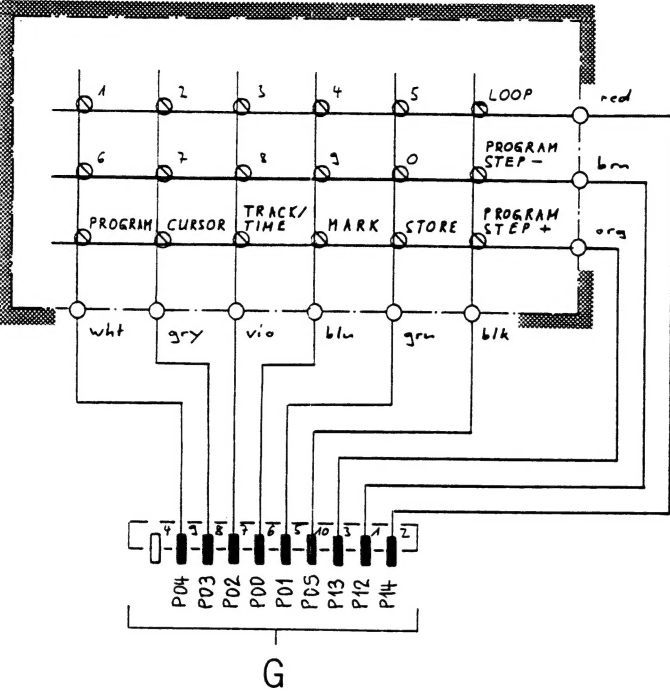 1 2 3 4 5 LOOP red
6 7 8 9 0 PROGRAM STEP - brn
PROGRAM CURSOR TRACK/ TIME MARK STORE PROGRAM STEP + org
wht gry vio blu grn blk
4 9 8 7 6 5 10 3 1 2
P04 P03 P02 P00 P01 P05 P13 P12 P14
G